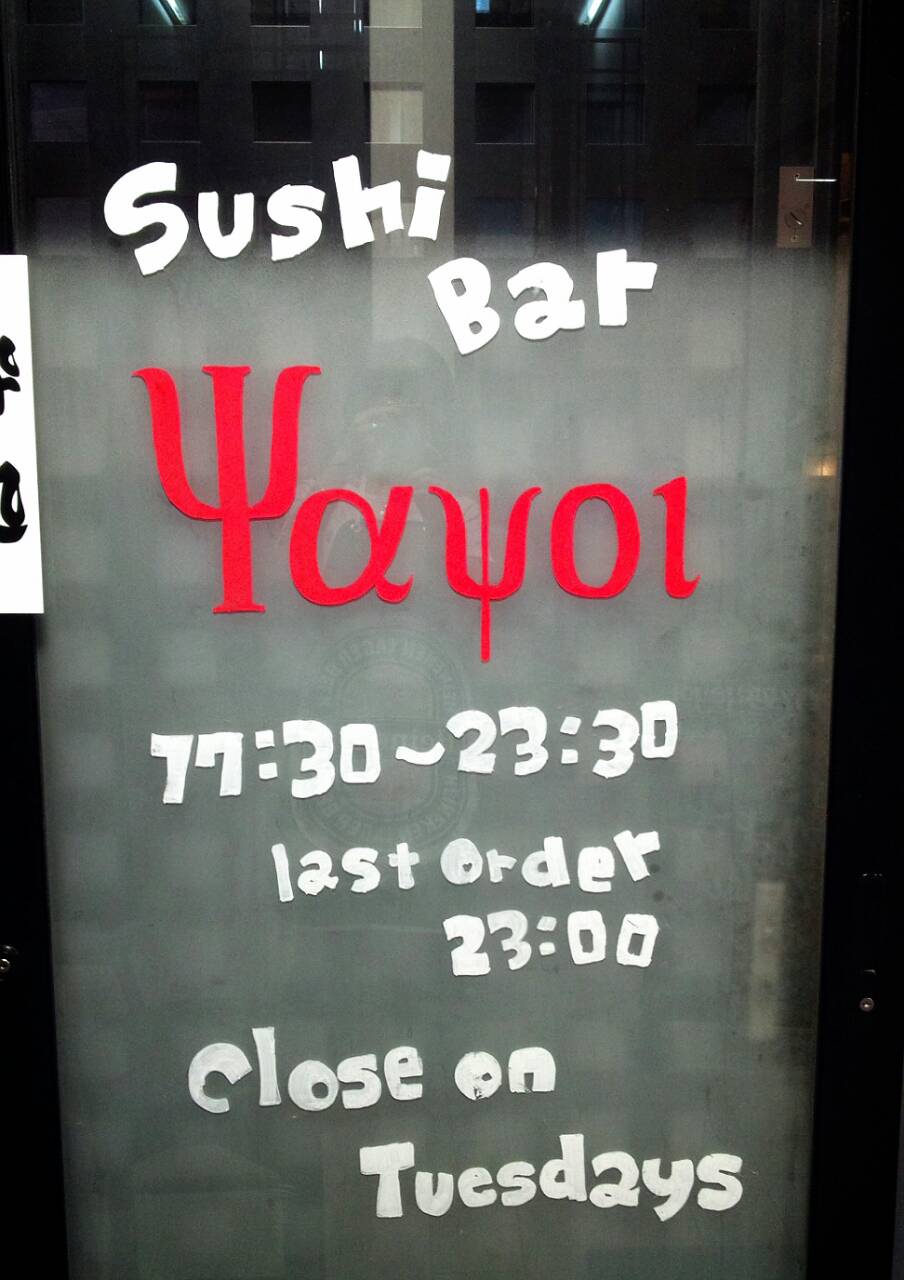 Sushi
Bar
Ψαψοι
17:30~23:30
last order
23:00
Close on
Tuesdays